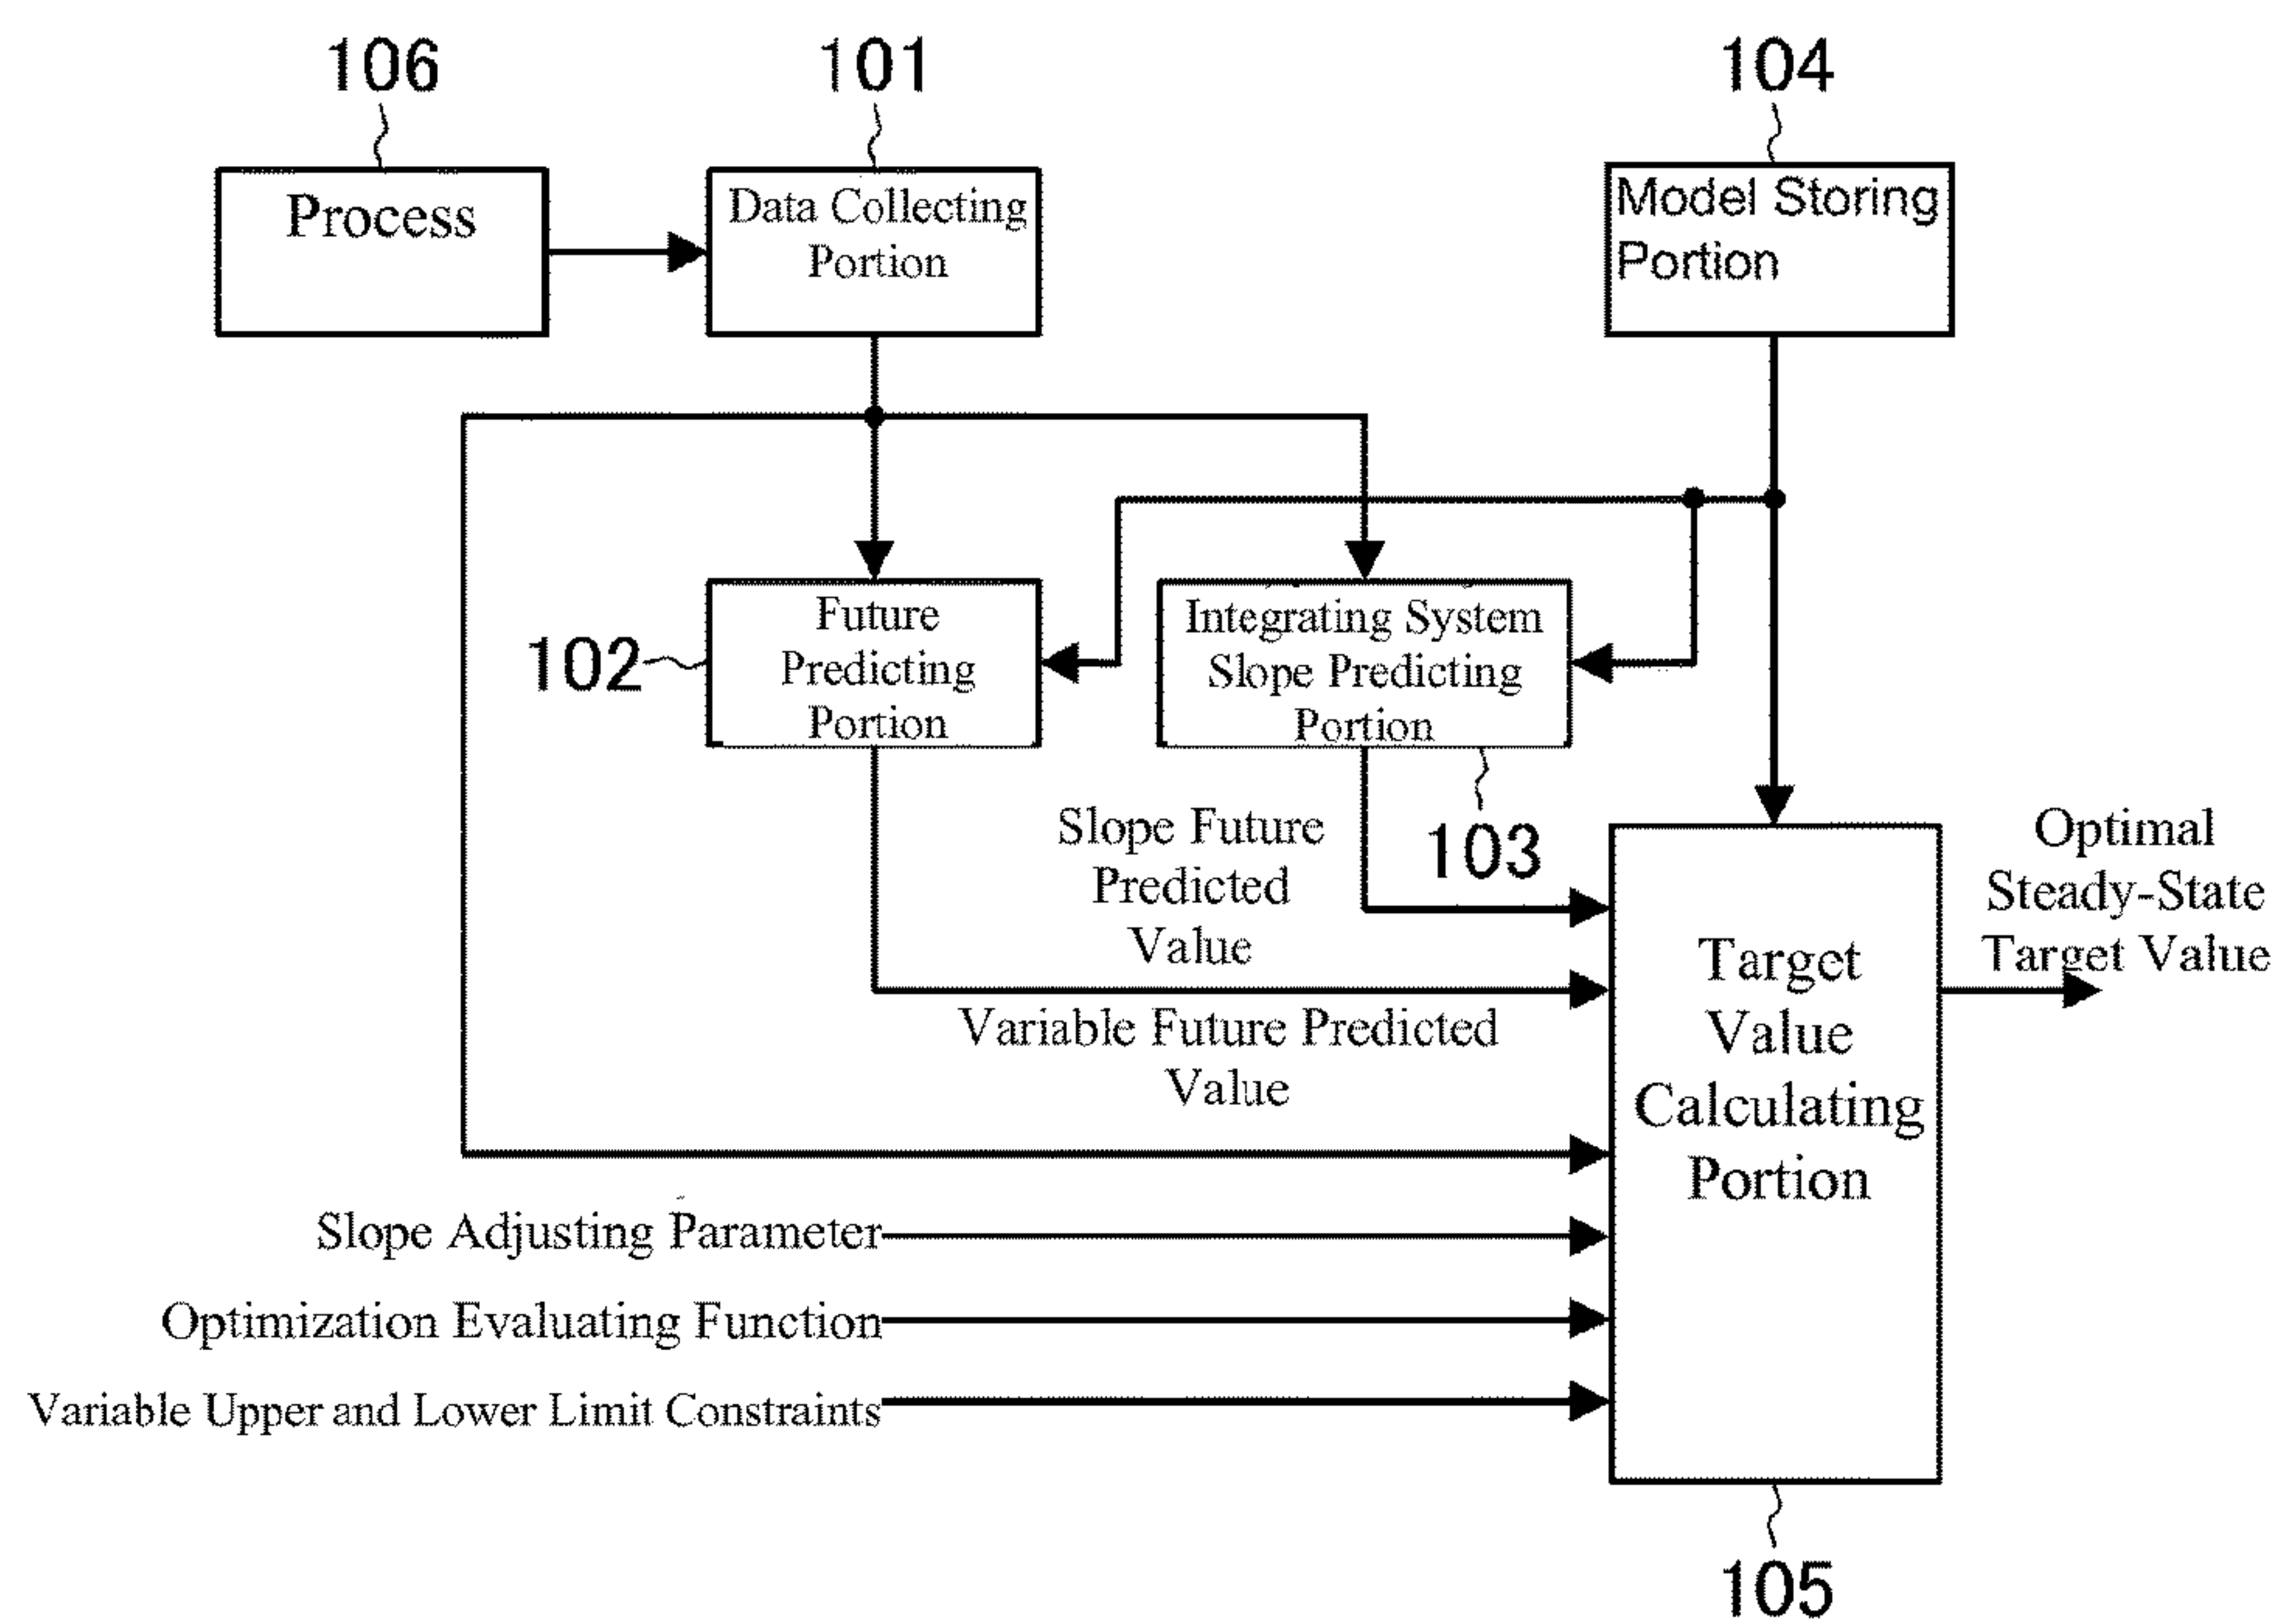 106
101
104
Process
Data Collecting
Portion
Model Storing
Portion
102
Future
Predicting
Portion
Integrating System
Slope Predicting
Portion
103
Slope Future
Predicted
Value
Variable Future Predicted
Value
Target
Value
Calculating
Portion
Optimal
Steady-State
Target Value
Slope Adjusting Parameter
Optimization Evaluating Function
Variable Upper and Lower Limit Constraints
105